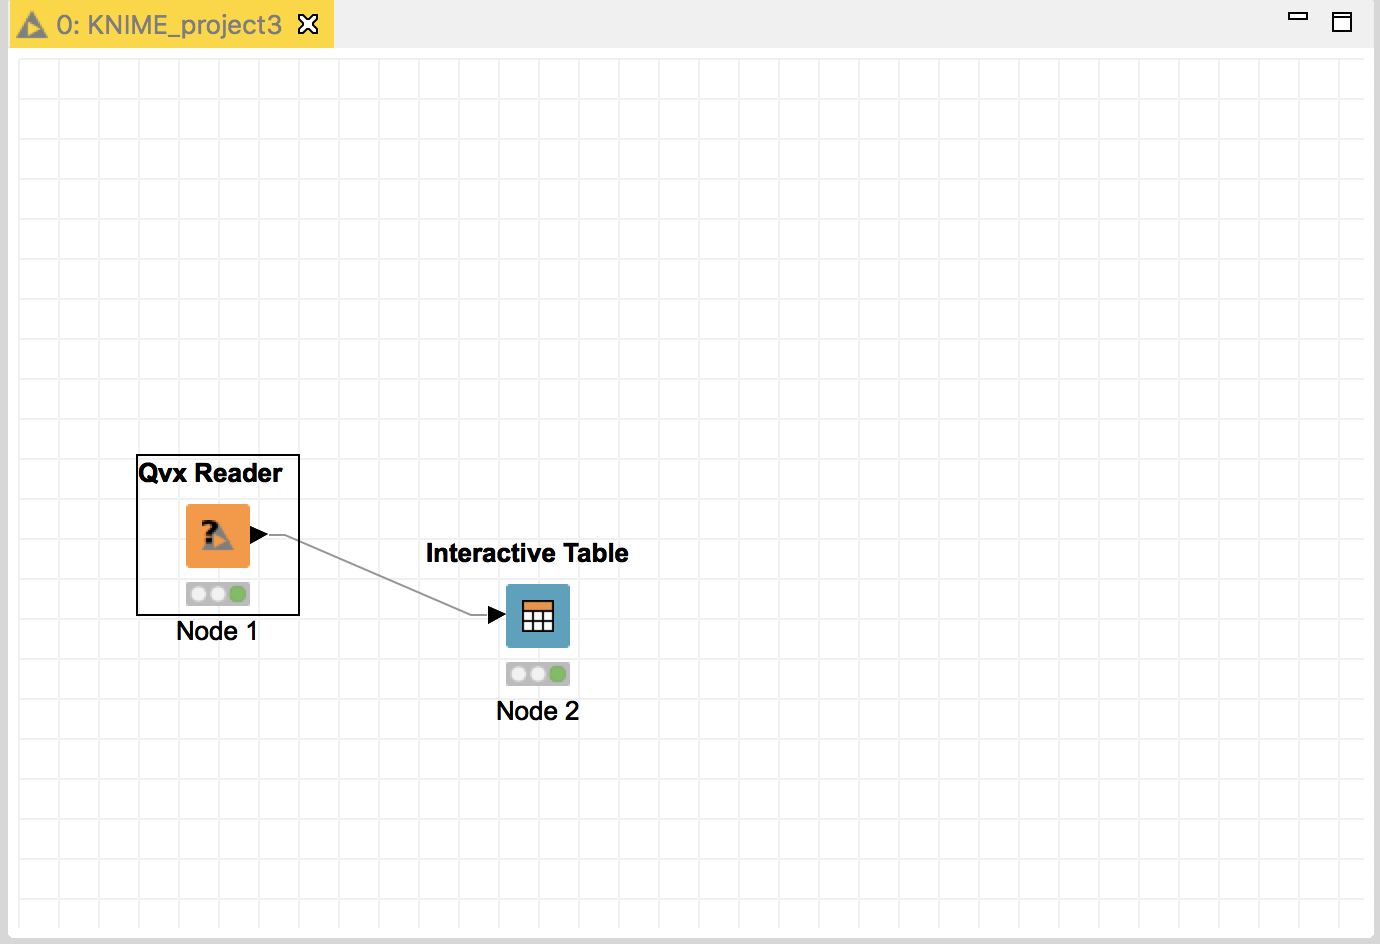 0: KNIME_project3
Qvx Reader
?
Node 1
Interactive Table
Node 2